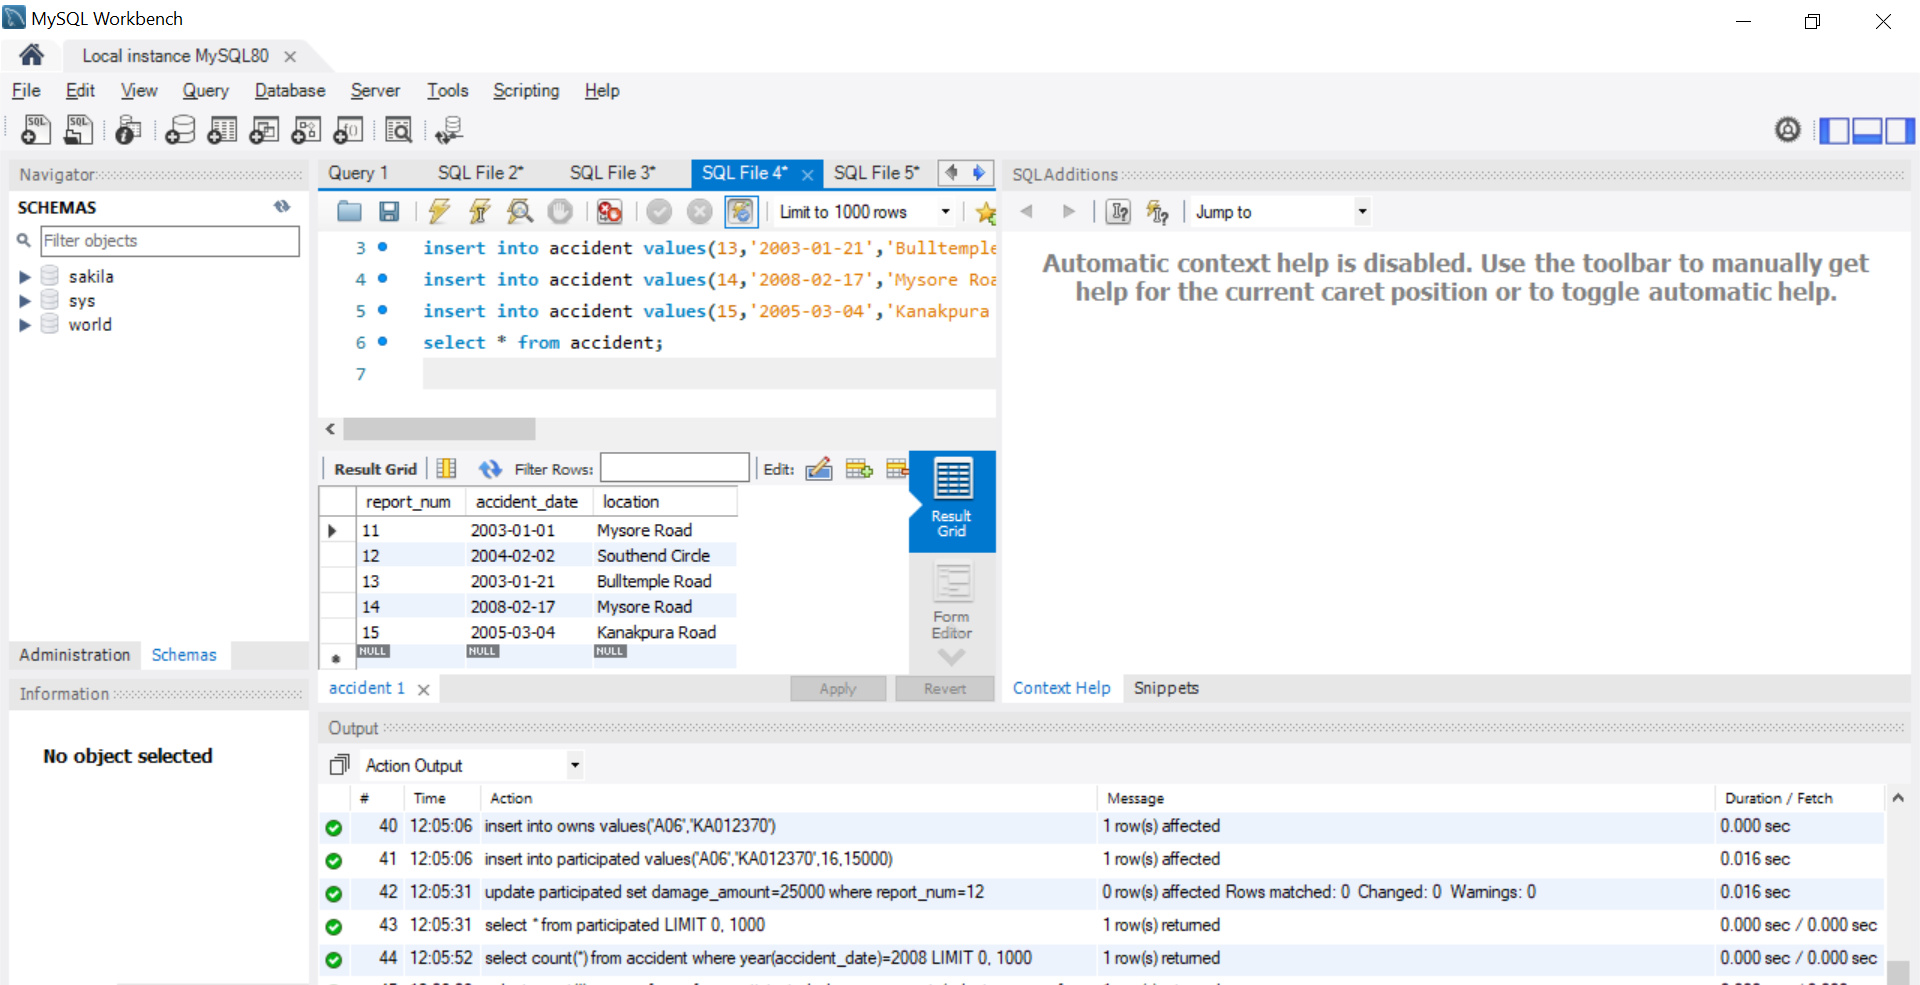 MySQL Workbench
Local instance MySQL80
File Edit View Query Database Server Tools Scripting Help
Navigator
SCHEMAS
Filter objects
sakila
sys
world
Administration Schemas
Information
No object selected
Query 1 SQL File 2* SQL File 3* SQL File 4* SQL File 5*
Limit to 1000 rows
3 insert into accident values(13,'2003-01-21','Bulltemple
4 insert into accident values(14,'2008-02-17','Mysore Roa
5 insert into accident values(15,'2005-03-04','Kanakpura
6 select * from accident;
7
Result Grid Filter Rows: Edit:
report_num accident_date location
11 2003-01-01 Mysore Road
12 2004-02-02 Southend Circle
13 2003-01-21 Bulltemple Road
14 2008-02-17 Mysore Road
15 2005-03-04 Kanakpura Road
NULL NULL NULL
Result
Grid
Form
Editor
accident 1 Apply Revert
SQLAdditions
Jump to
Automatic context help is disabled. Use the toolbar to manually get
help for the current caret position or to toggle automatic help.
Context Help Snippets
Output
Action Output
# Time Action Message Duration / Fetch
40 12:05:06 insert into owns values('A06','KA012370') 1 row(s) affected 0.000 sec
41 12:05:06 insert into participated values('A06','KA012370',16,15000) 1 row(s) affected 0.016 sec
42 12:05:31 update participated set damage_amount=25000 where report_num=12 0 row(s) affected Rows matched: 0 Changed: 0 Warnings: 0 0.016 sec
43 12:05:31 select * from participated LIMIT 0, 1000 1 row(s) returned 0.000 sec / 0.000 sec
44 12:05:52 select count(*) from accident where year(accident_date)=2008 LIMIT 0, 1000 1 row(s) returned 0.000 sec / 0.000 sec